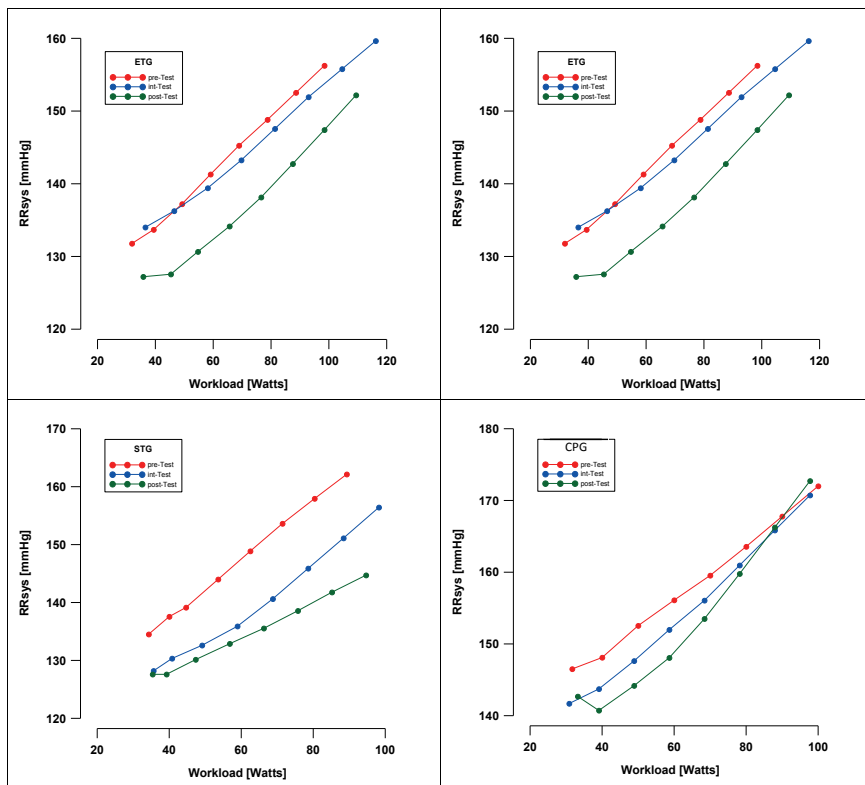 160
150
140
130
120
RRsys [mmHg]
ETG
pre-Test
int-Test
post-Test
20 40 60 80 100 120
Workload [Watts]
160
150
140
130
120
RRsys [mmHg]
ETG
pre-Test
int-Test
post-Test
20 40 60 80 100 120
Workload [Watts]
170
160
150
140
130
120
RRsys [mmHg]
STG
pre-Test
int-Test
post-Test
20 40 60 80 100
Workload [Watts]
180
170
160
150
140
RRsys [mmHg]
CPG
pre-Test
int-Test
post-Test
20 40 60 80 100
Workload [Watts]